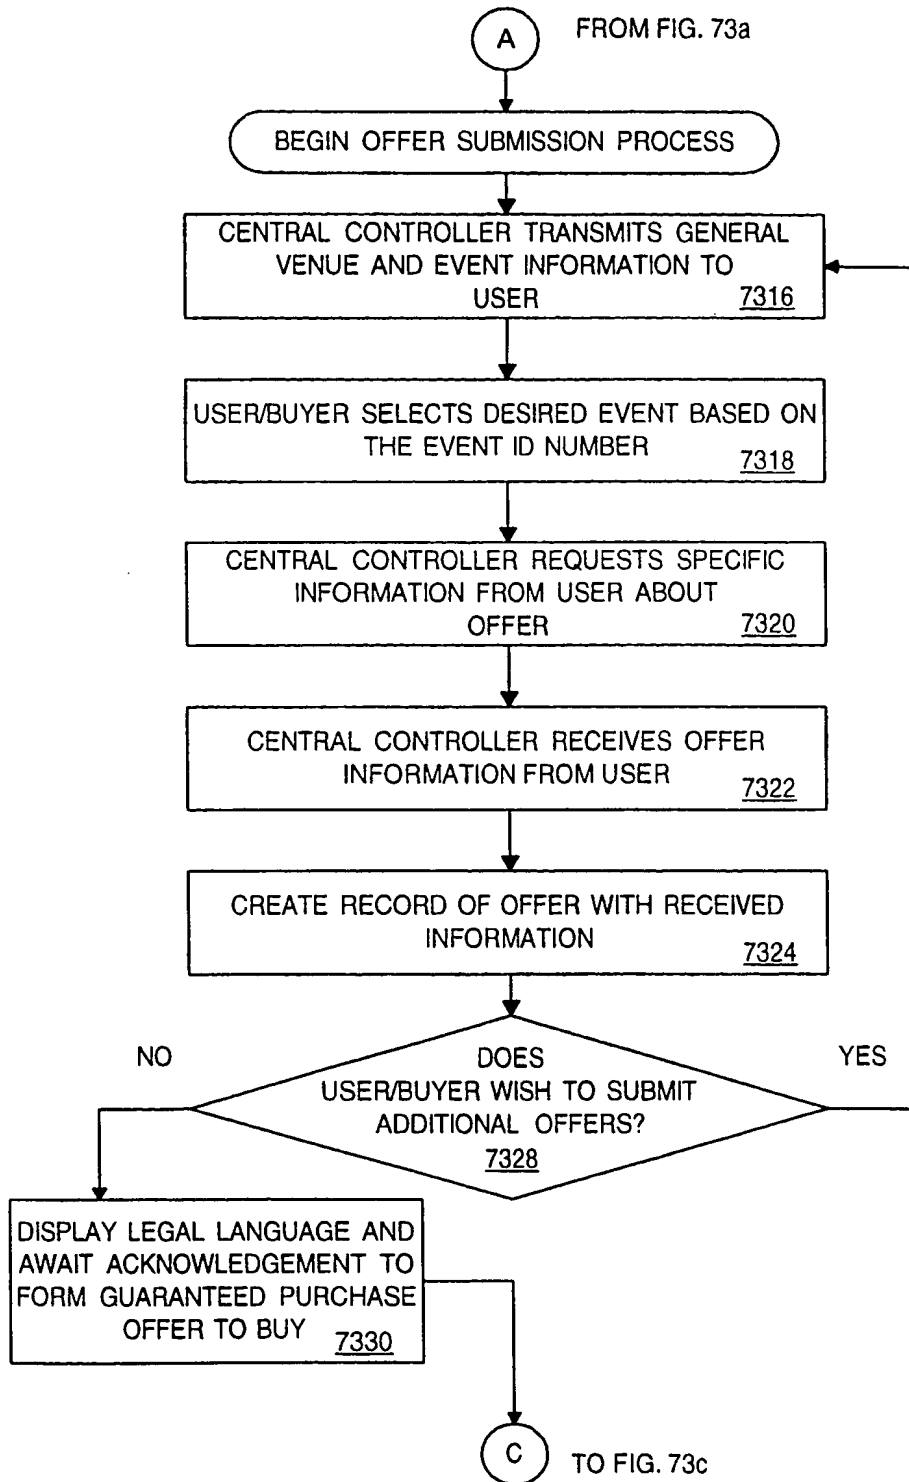 A
FROM FIG. 73a
BEGIN OFFER SUBMISSION PROCESS
CENTRAL CONTROLLER TRANSMITS GENERAL
VENUE AND EVENT INFORMATION TO
USER
7316
USER/BUYER SELECTS DESIRED EVENT BASED ON
THE EVENT ID NUMBER
7318
CENTRAL CONTROLLER REQUESTS SPECIFIC
INFORMATION FROM USER ABOUT
OFFER
7320
CENTRAL CONTROLLER RECEIVES OFFER
INFORMATION FROM USER
7322
CREATE RECORD OF OFFER WITH RECEIVED
INFORMATION
7324
NO
DOES
USER/BUYER WISH TO SUBMIT
ADDITIONAL OFFERS?
7328
YES
DISPLAY LEGAL LANGUAGE AND
AWAIT ACKNOWLEDGEMENT TO
FORM GUARANTEED PURCHASE
OFFER TO BUY
7330
C
TO FIG. 73c